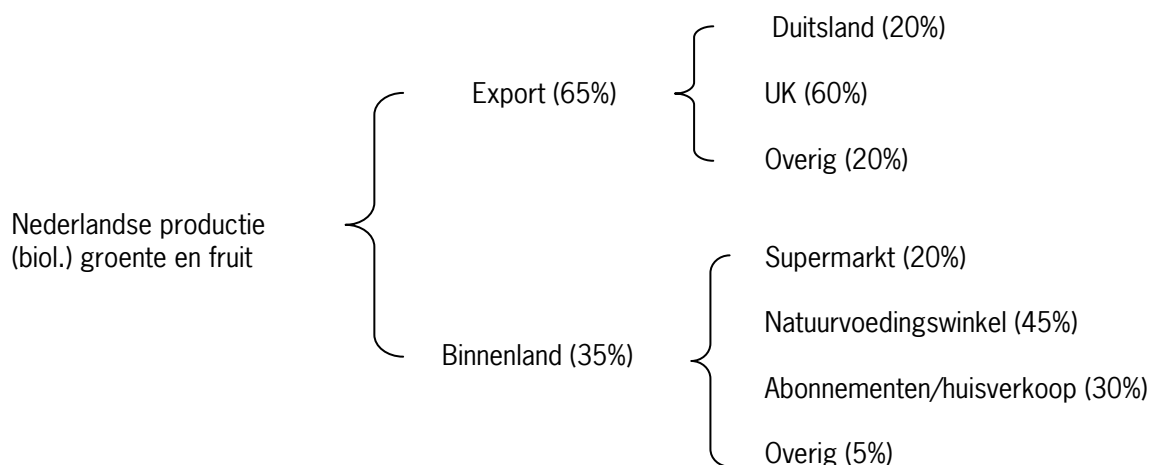 Nederlandse productie
(biol.) groente en fruit
Export (65%)
Duitsland (20%)
UK (60%)
Overig (20%)
Binnenland (35%)
Supermarkt (20%)
Natuurvoedingswinkel (45%)
Abonnementen/huisverkoop (30%)
Overig (5%)